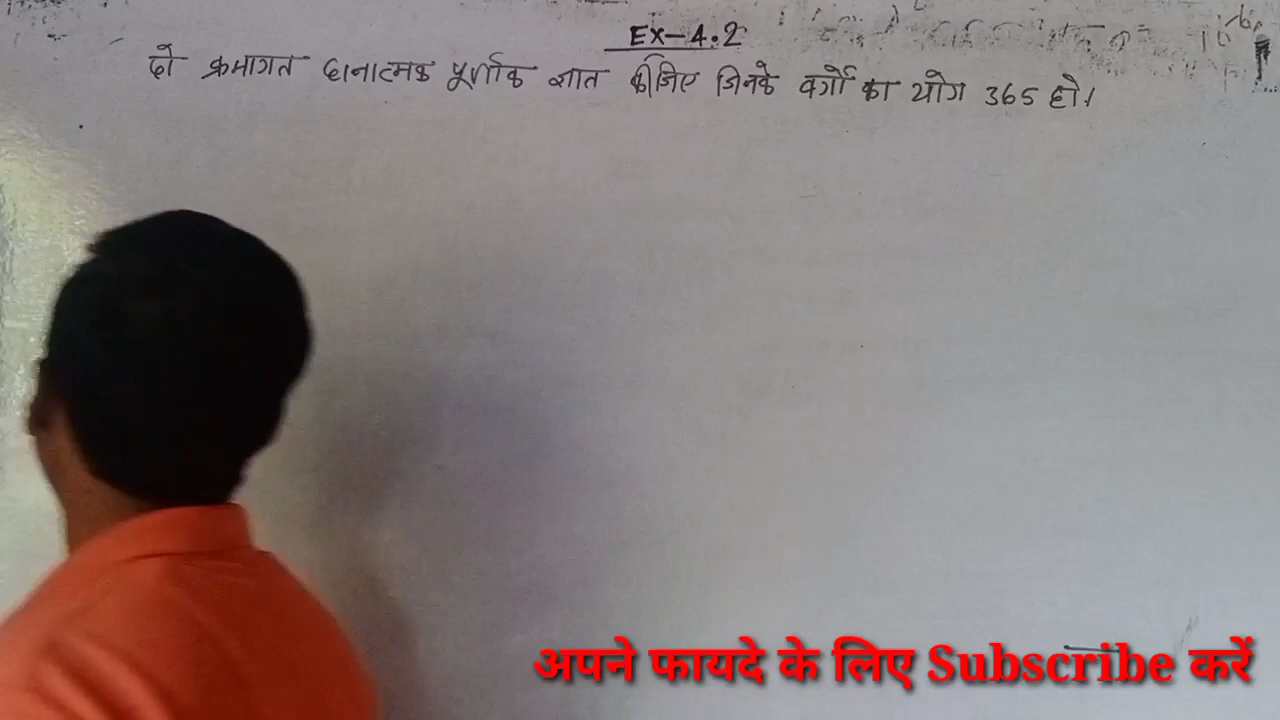 Ex-4.2
दो क्रमागत धनात्मक पूर्णांक ज्ञात कीजिए जिनके वर्गों का योग 365 हो।
अपने फायदे के लिए Subscribe करें